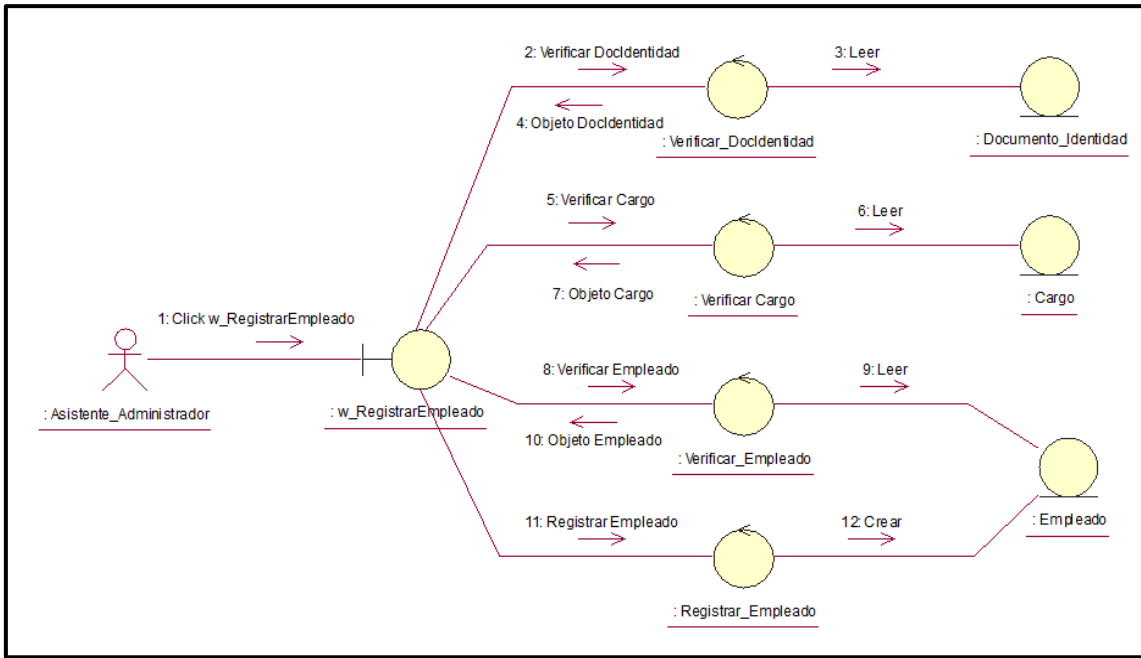 2: Verificar DocIdentidad
3: Leer
4: Objeto DocIdentidad
: Verificar_DocIdentidad
: Documento_Identidad
5: Verificar Cargo
6: Leer
7: Objeto Cargo
: Verificar Cargo
: Cargo
1: Click w_RegistrarEmpleado
: Asistente_Administrador
: w_RegistrarEmpleado
8: Verificar Empleado
9: Leer
10: Objeto Empleado
: Verificar_Empleado
11: Registrar Empleado
12: Crear
: Empleado
: Registrar_Empleado